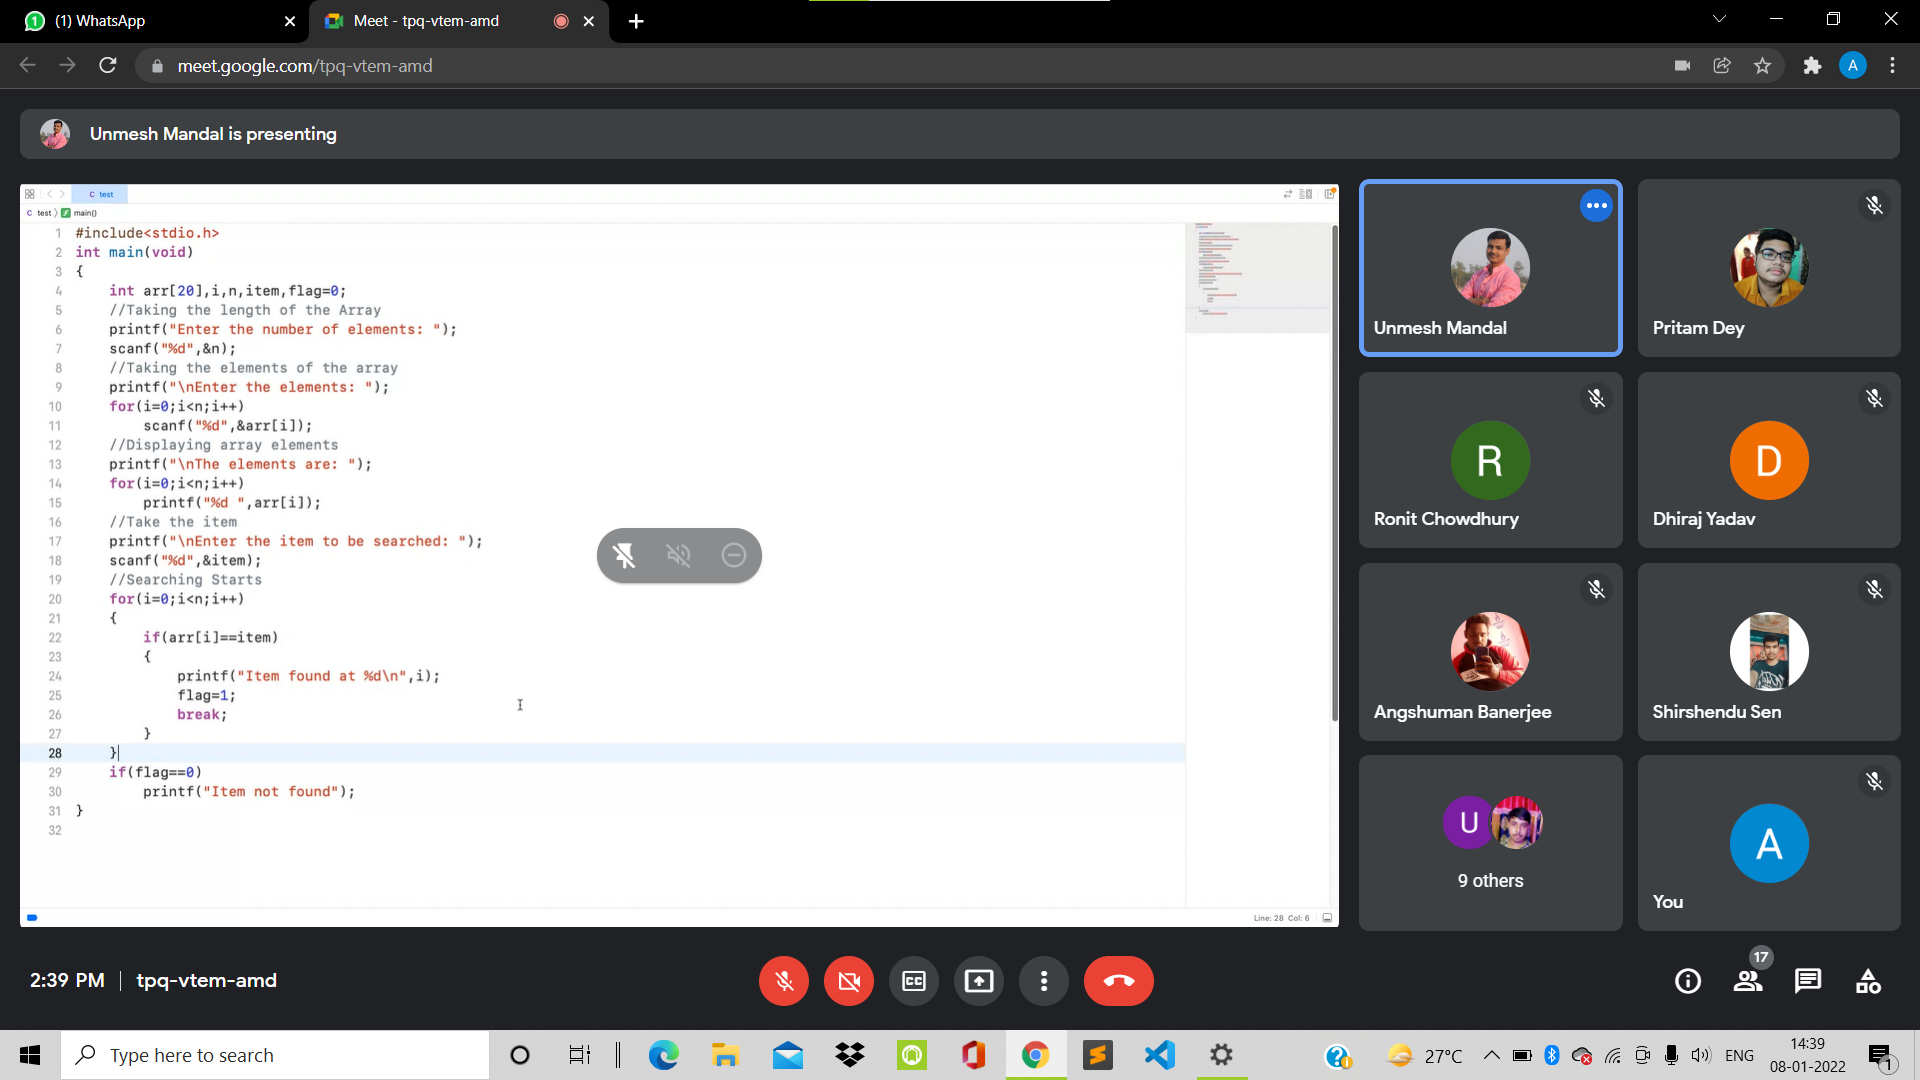 (1) WhatsApp
Meet - tpq-vtem-amd
meet.google.com/tpq-vtem-amd
A
Unmesh Mandal is presenting
C test
C test main()
1 #include<stdio.h>
2 int main(void)
3 {
4 int arr[20],i,n,item,flag=0;
5 //Taking the length of the Array
6 printf("Enter the number of elements: ");
7 scanf("%d",&n);
8 //Taking the elements of the array
9 printf("\nEnter the elements: ");
10 for(i=0;i<n;i++)
11 scanf("%d",&arr[i]);
12 //Displaying array elements
13 printf("\nThe elements are: ");
14 for(i=0;i<n;i++)
15 printf("%d ",arr[i]);
16 //Take the item
17 printf("\nEnter the item to be searched: ");
18 scanf("%d",&item);
19 //Searching Starts
20 for(i=0;i<n;i++)
21 {
22 if(arr[i]==item)
23 {
24 printf("Item found at %d\n",i);
25 flag=1;
26 break;
27 }
28 }
29 if(flag==0)
30 printf("Item not found");
31 }
32
Line: 28 Col: 6
Unmesh Mandal
Pritam Dey
R
Ronit Chowdhury
D
Dhiraj Yadav
Angshuman Banerjee
Shirshendu Sen
U
9 others
A
You
2:39 PM | tpq-vtem-amd
CC
17
Type here to search
27°C
ENG
14:39
08-01-2022
1